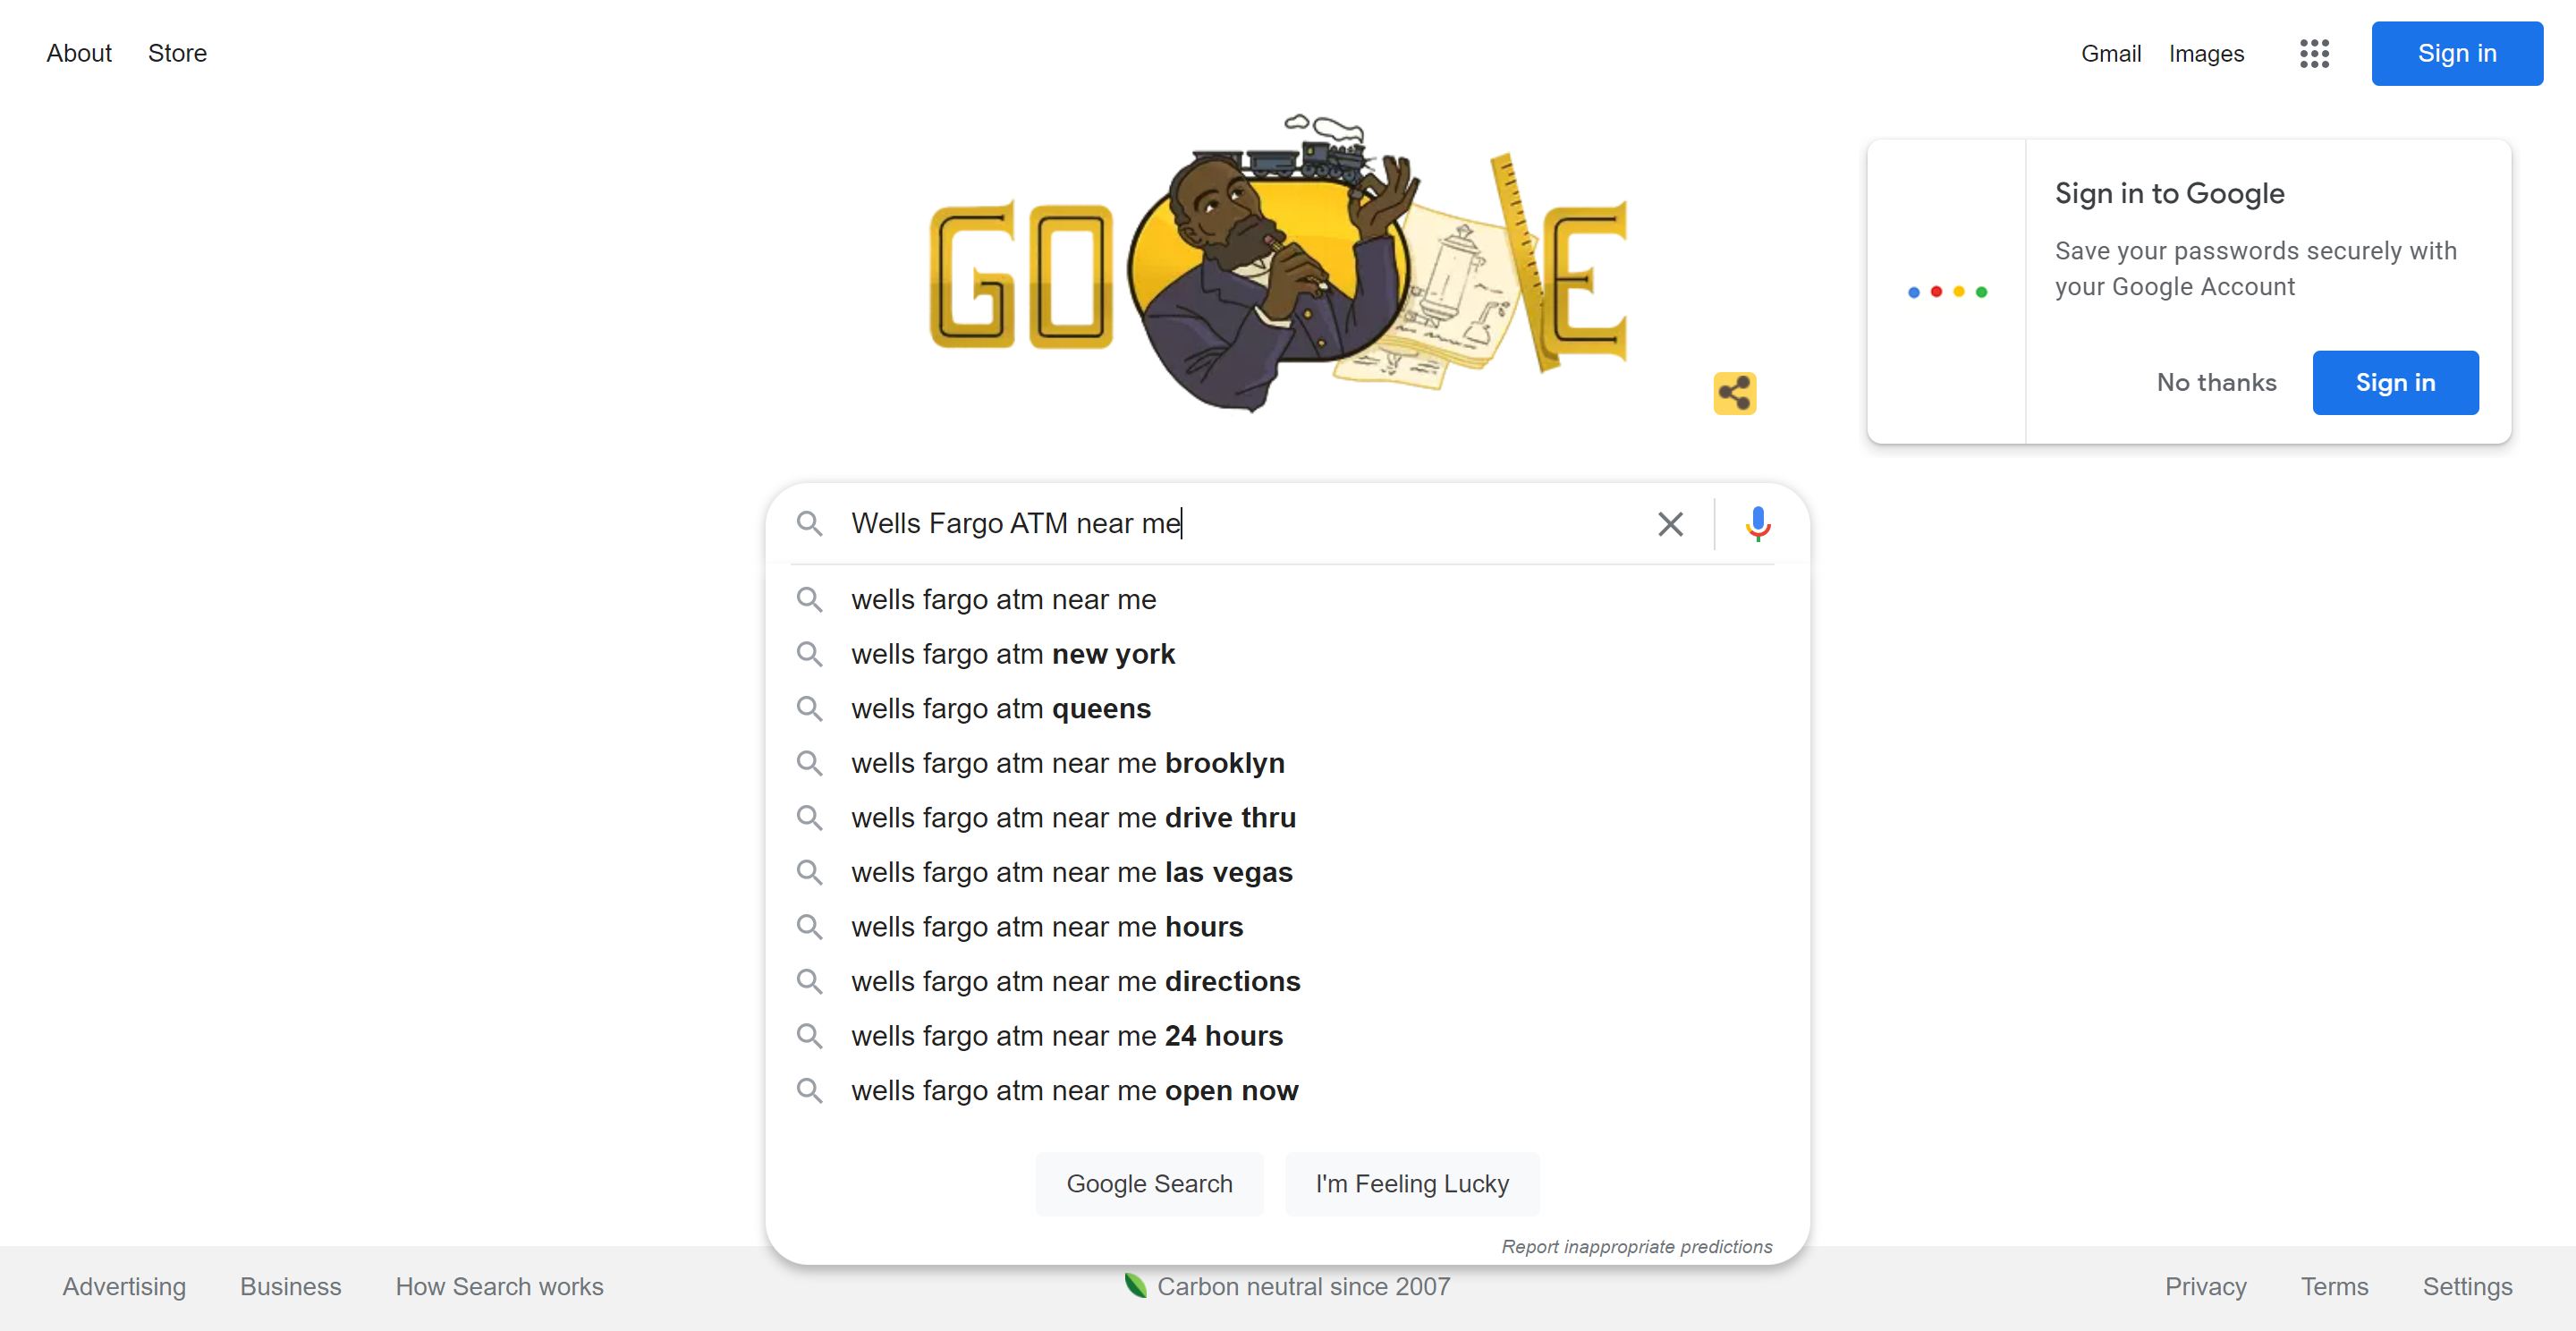 About Store
Gmail Images Sign in
GOOGLE
Sign in to Google
Save your passwords securely with
your Google Account
No thanks Sign in
Wells Fargo ATM near me
wells fargo atm near me
wells fargo atm new york
wells fargo atm queens
wells fargo atm near me brooklyn
wells fargo atm near me drive thru
wells fargo atm near me las vegas
wells fargo atm near me hours
wells fargo atm near me directions
wells fargo atm near me 24 hours
wells fargo atm near me open now
Google Search I'm Feeling Lucky
Report inappropriate predictions
Advertising Business How Search works Carbon neutral since 2007 Privacy Terms Settings